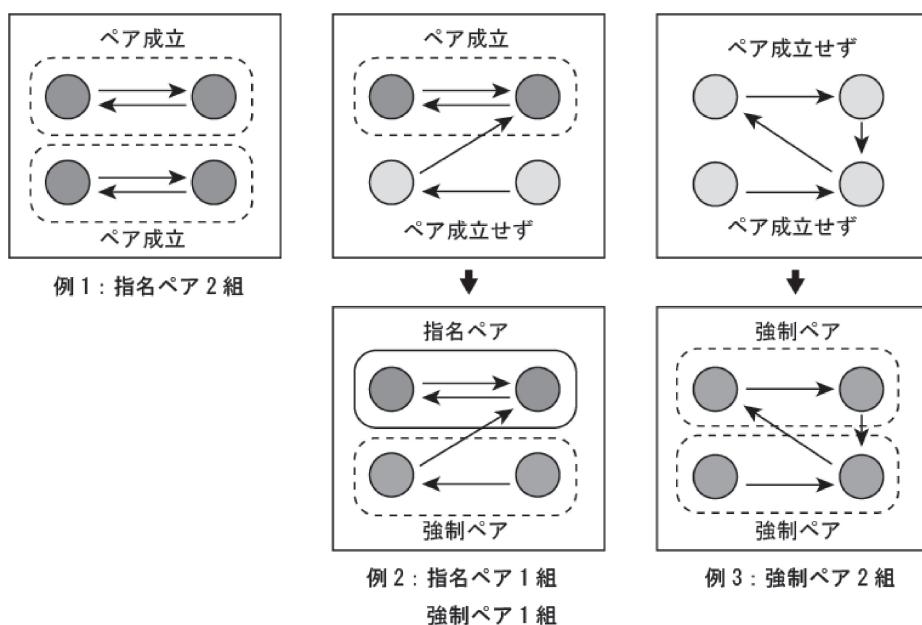 ペア成立
ペア成立
例1:指名ペア2組
ペア成立
ペア成立せず
指名ペア
強制ペア
例2:指名ペア1組
強制ペア1組
ペア成立せず
ペア成立せず
強制ペア
強制ペア
例3:強制ペア2組